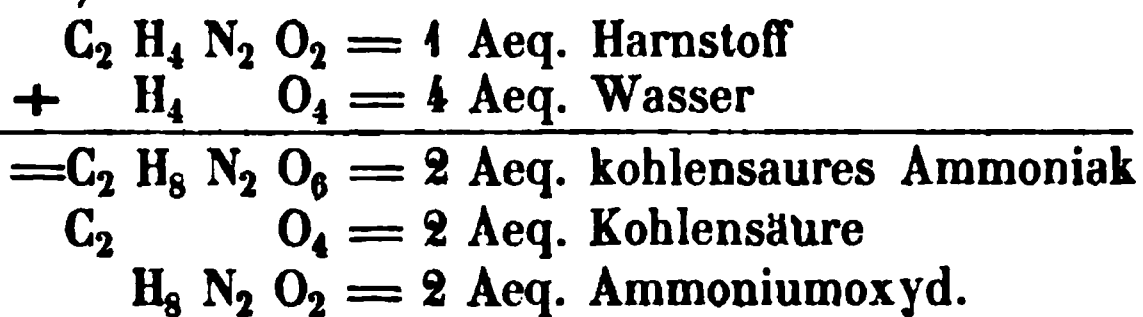 C₂ H₄ N₂ O₂ = 1 Aeq. Harnstoff
+ H₄ O₄ = 4 Aeq. Wasser
=C₂ H₈ N₂ O₆ = 2 Aeq. kohlensaures Ammoniak
C₂ O₄ = 2 Aeq. Kohlensäure
H₈ N₂ O₂ = 2 Aeq. Ammoniumoxyd.